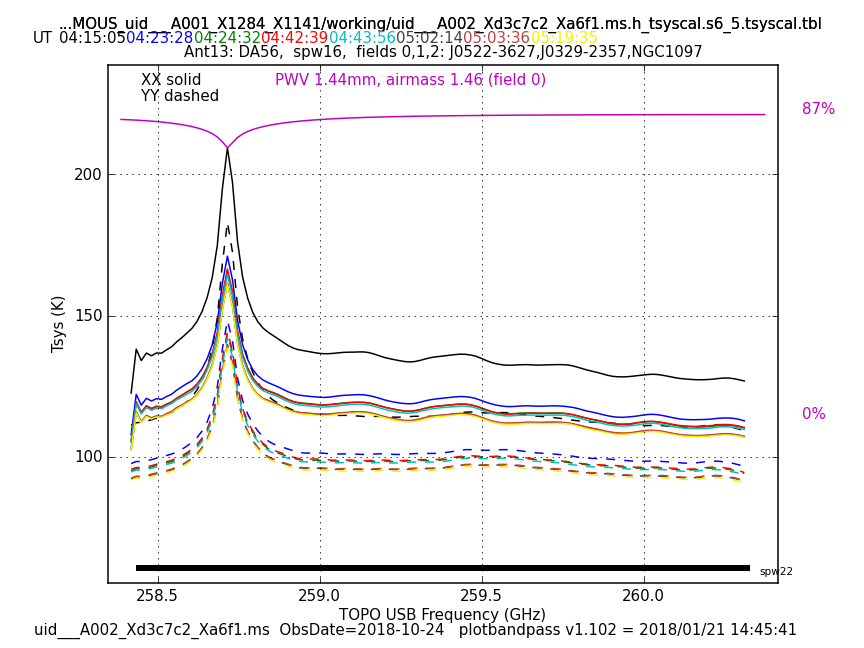 ...MOUS_uid___A001_X1284_X1141/working/uid___A002_Xd3c7c2_Xa6f1.ms.h_tsyscal.s6_5.tsyscal.tbl
UT 04:15:05 04:23:28 04:24:32 04:42:39 04:43:56 05:02:14 05:03:36 05:19:35
Ant13: DA56,  spw16,  fields 0,1,2: J0522-3627,J0329-2357,NGC1097
XX solid
YY dashed
PWV 1.44mm, airmass 1.46 (field 0)
87%
200
150
100
Tsys (K)
0%
spw22
258.5
259.0
259.5
260.0
TOPO USB Frequency (GHz)
uid___A002_Xd3c7c2_Xa6f1.ms  ObsDate=2018-10-24   plotbandpass v1.102 = 2018/01/21 14:45:41